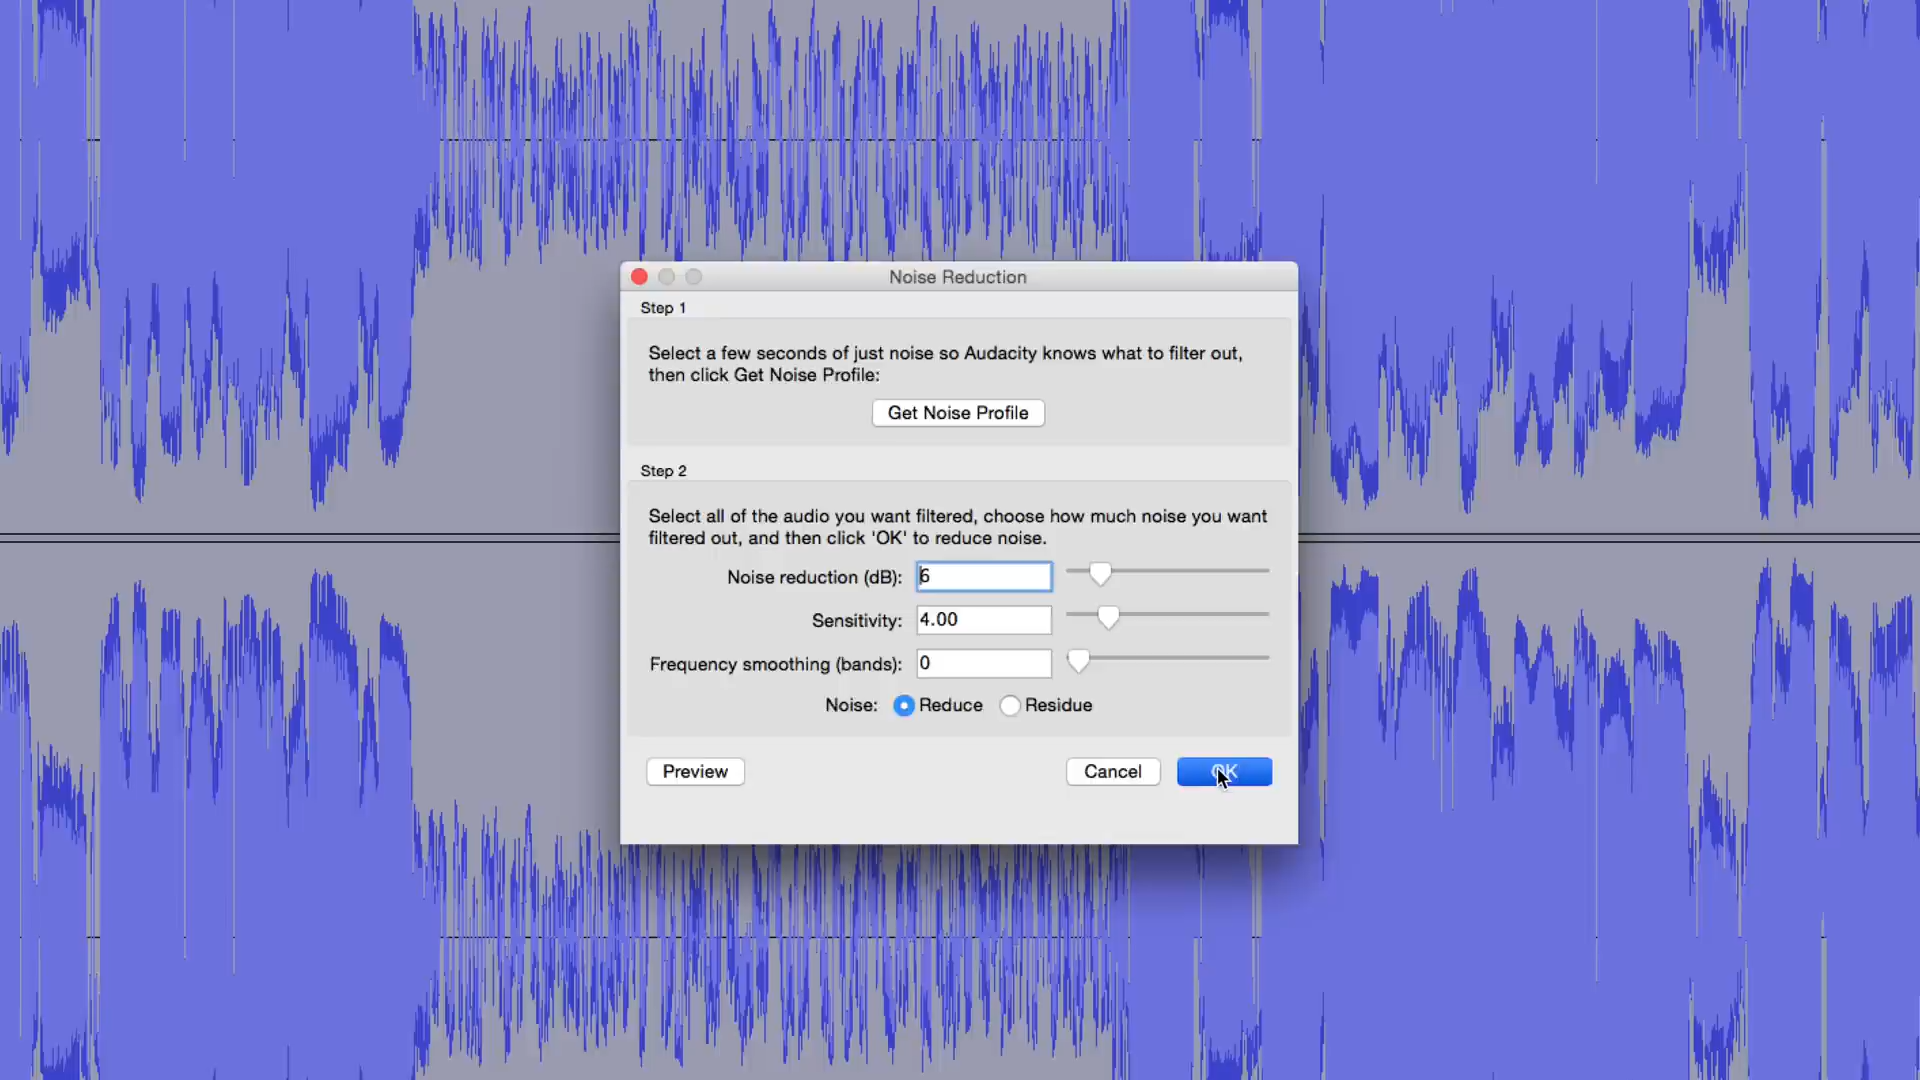 Noise Reduction
Step 1
Select a few seconds of just noise so Audacity knows what to filter out,
then click Get Noise Profile:
Get Noise Profile
Step 2
Select all of the audio you want filtered, choose how much noise you want
filtered out, and then click 'OK' to reduce noise.
Noise reduction (dB): 6
Sensitivity: 4.00
Frequency smoothing (bands): 0
Noise: Reduce Residue
Preview Cancel OK